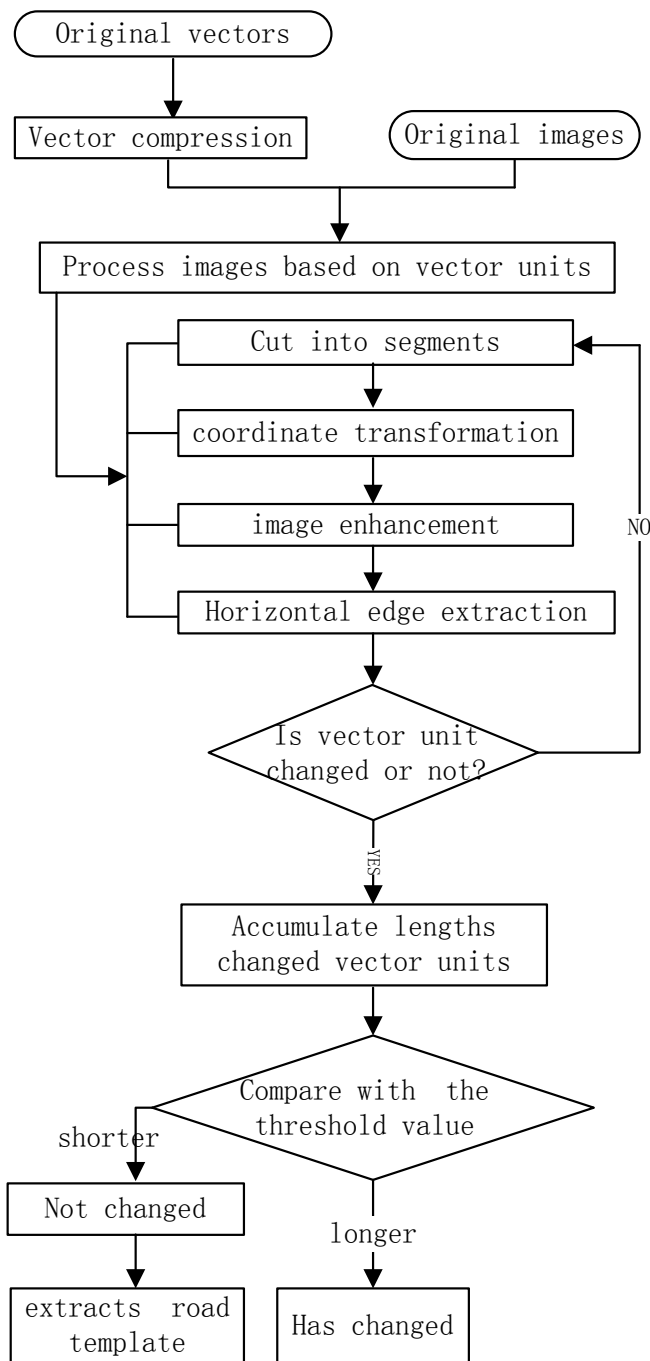 Original vectors
Vector compression
Original images
Process images based on vector units
Cut into segments
coordinate transformation
image enhancement
NO
Horizontal edge extraction
Is vector unit
changed or not?
YES
Accumulate lengths
changed vector units
Compare with the
threshold value
shorter
Not changed
longer
extracts road
template
Has changed